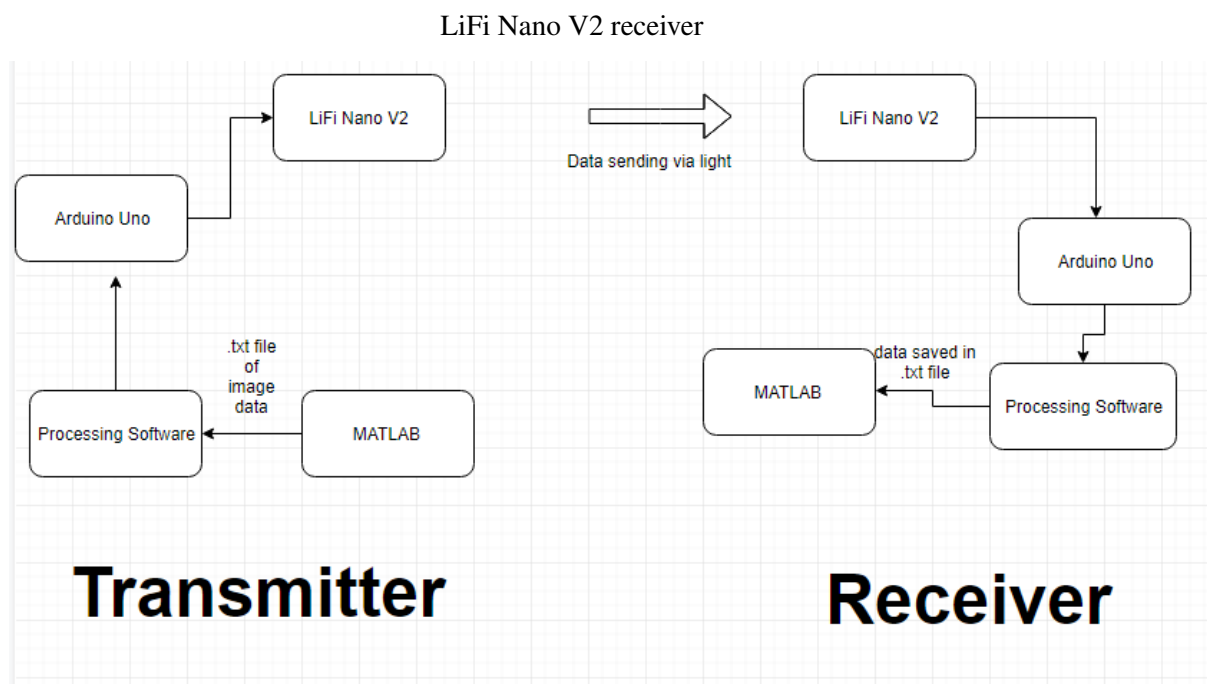 LiFi Nano V2 receiver
LiFi Nano V2
Data sending via light
LiFi Nano V2
Arduino Uno
Arduino Uno
.txt file
of
image
data
Processing Software
MATLAB
MATLAB
data saved in
.txt file
Processing Software
Transmitter
Receiver